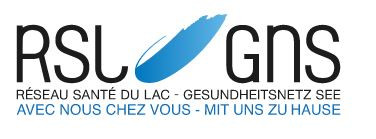 RSL GNS
RÉSEAU SANTÉ DU LAC - GESUNDHEITSNETZ SEE
AVEC NOUS CHEZ VOUS - MIT UNS ZU HAUSE